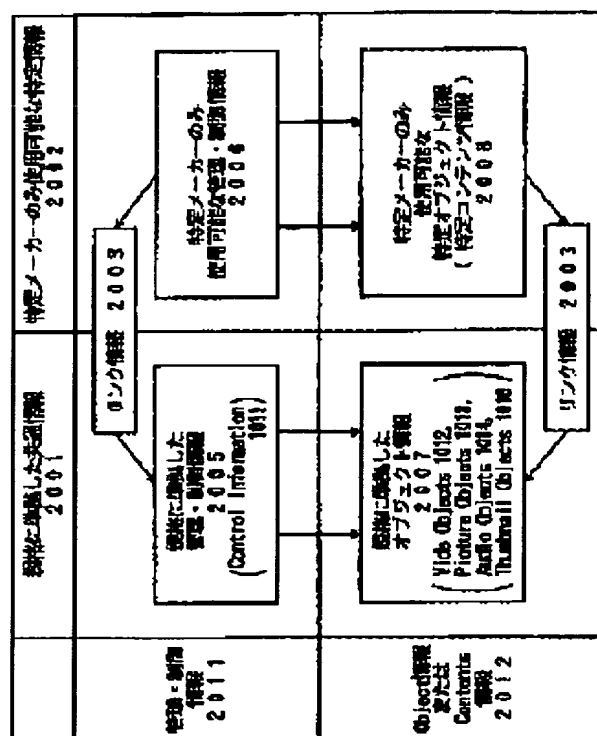 規格に準拠した共通情報
2001
特定メーカーのみ使用可能な特定情報
リンク情報 2003
管理・制御
情報
2011
規格に準拠した
管理・制御情報
2005
(Control Information
1011)
特定メーカーのみ
使用可能な管理・制御情報
2006
Object情報
または
Contents
情報
2012
規格に準拠した
オブジェクト情報
2007
(Vido Objects 1012,
Picture Objects 1013,
Audio Objects 1014,
Thumbnail Objects 1016)
特定メーカーのみ
使用可能な
特定オブジェクト情報
(特定コンテンツ情報)
2008
リンク情報 2003